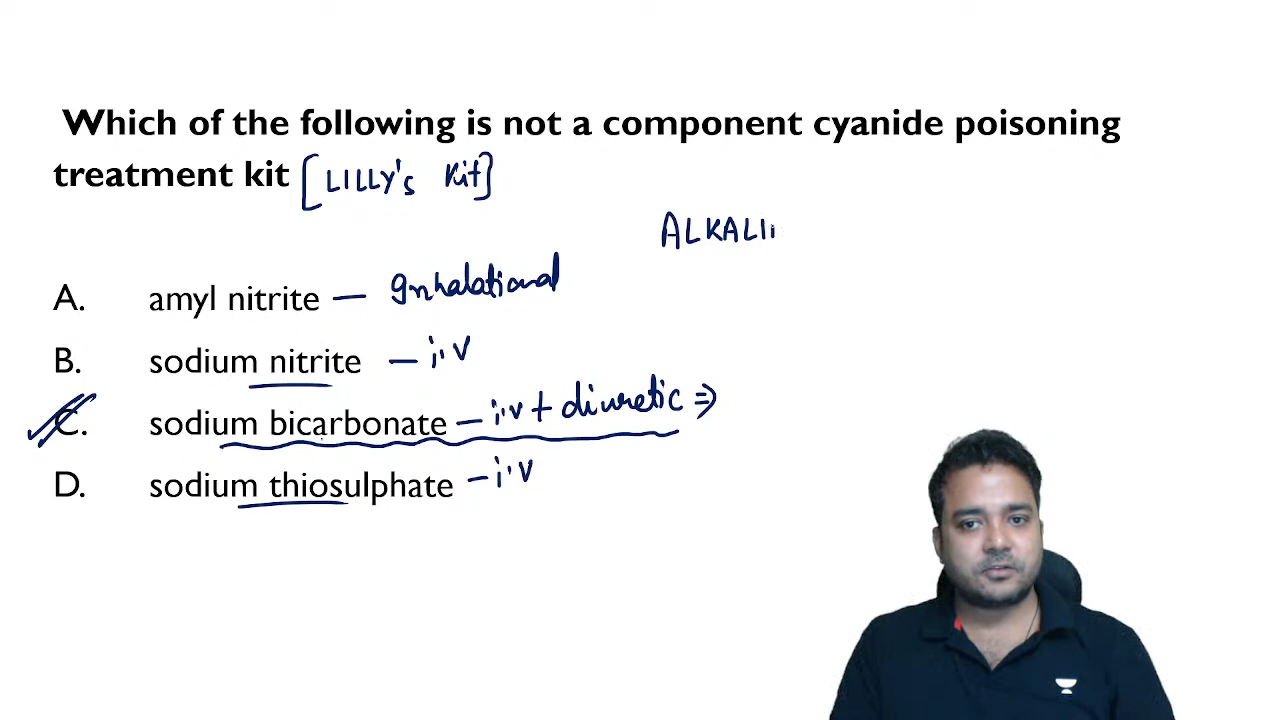 Which of the following is not a component cyanide poisoning
treatment kit [LILLY's Kit]
ALKALI
A. amyl nitrite — Inhalational
B. sodium nitrite — i.v
C. sodium bicarbonate — i.v + diuretic ⇒
D. sodium thiosulphate — i.v